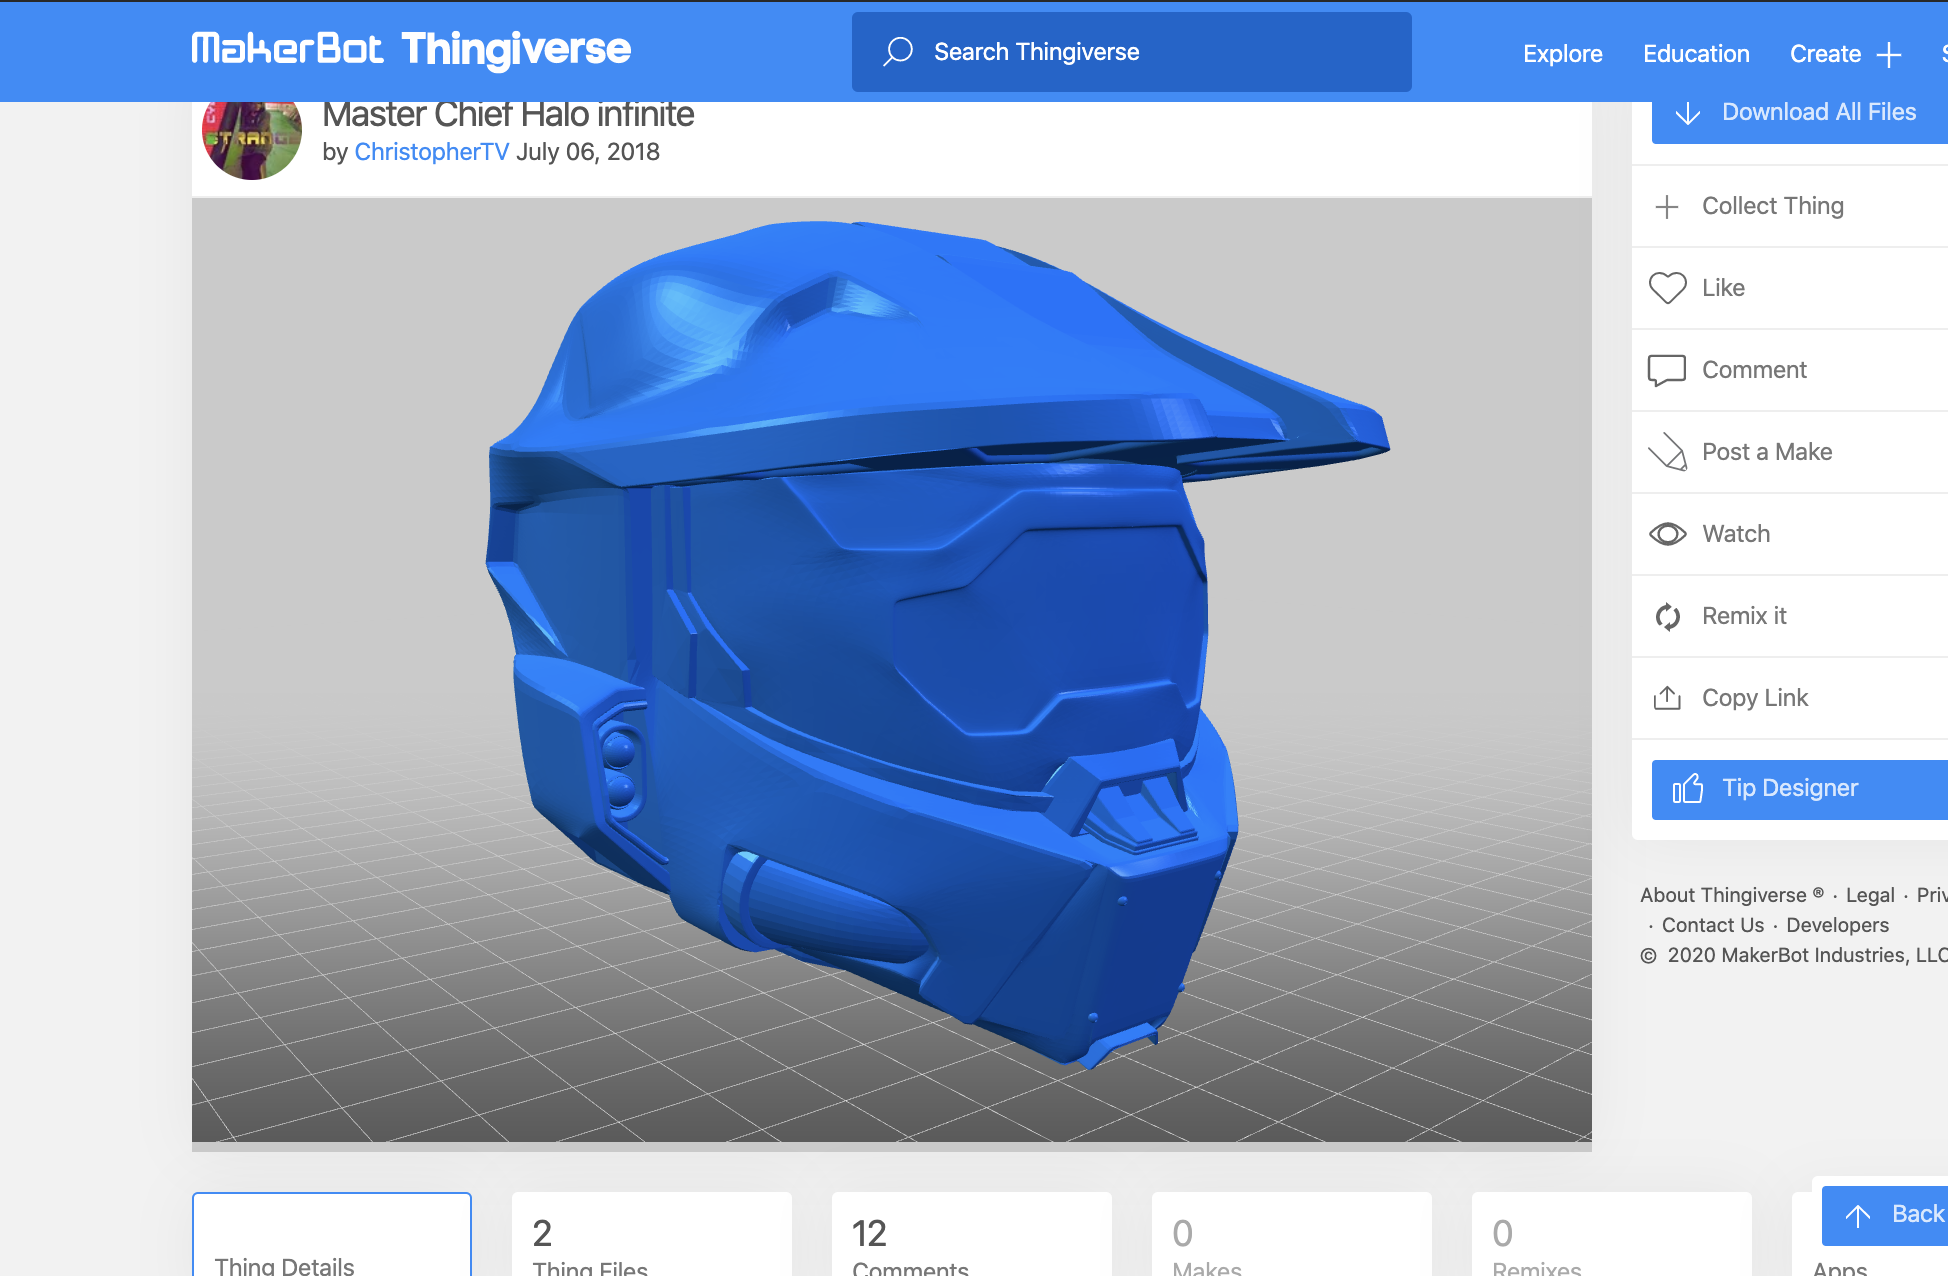 MakerBot Thingiverse
Search Thingiverse
Explore
Education
Create
Master Chief Halo infinite
by ChristopherTV July 06, 2018
STRANGE
Download All Files
Collect Thing
Like
Comment
Post a Make
Watch
Remix it
Copy Link
Tip Designer
About Thingiverse ® · Legal ·
· Contact Us · Developers
© 2020 MakerBot Industries, LLC
Thing Details
2
Thing Files
12
Comments
0
Makes
0
Remixes
Apps
Back